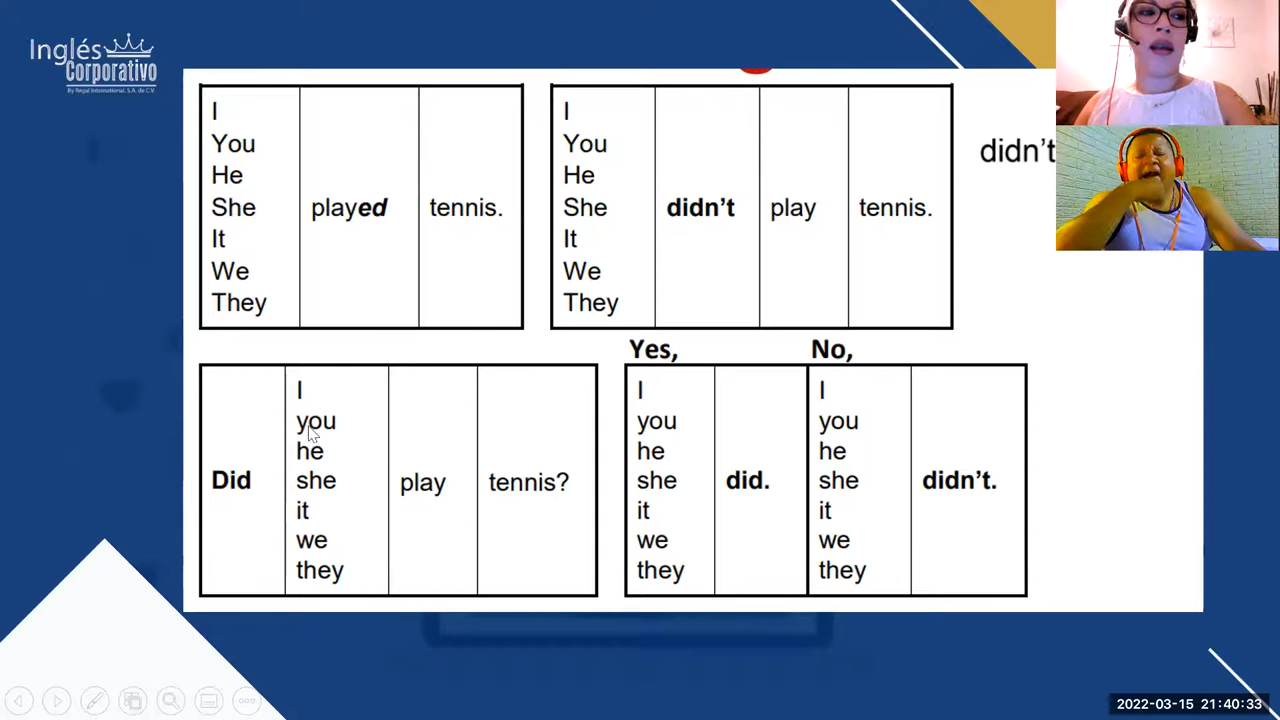 Inglés
Corporativo
By Regal International, S.A. de C.V.
I
You
He
She
It
We
They
played
tennis.
I
You
He
She
It
We
They
didn't
play
tennis.
didn't
Did
I
you
he
she
it
we
they
play
tennis?
Yes,
I
you
he
she
it
we
they
did.
No,
I
you
he
she
it
we
they
didn't.
2022-03-15 21:40:33